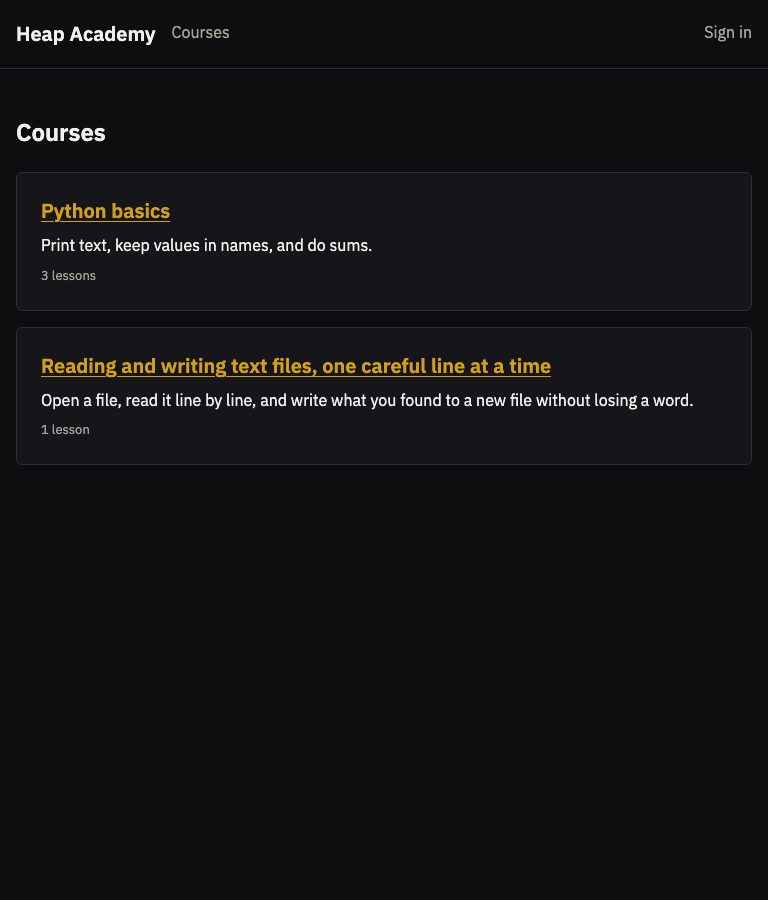 Heap Academy Courses Sign in
Courses
Python basics
Print text, keep values in names, and do sums.
3 lessons
Reading and writing text files, one careful line at a time
Open a file, read it line by line, and write what you found to a new file without losing a word.
1 lesson